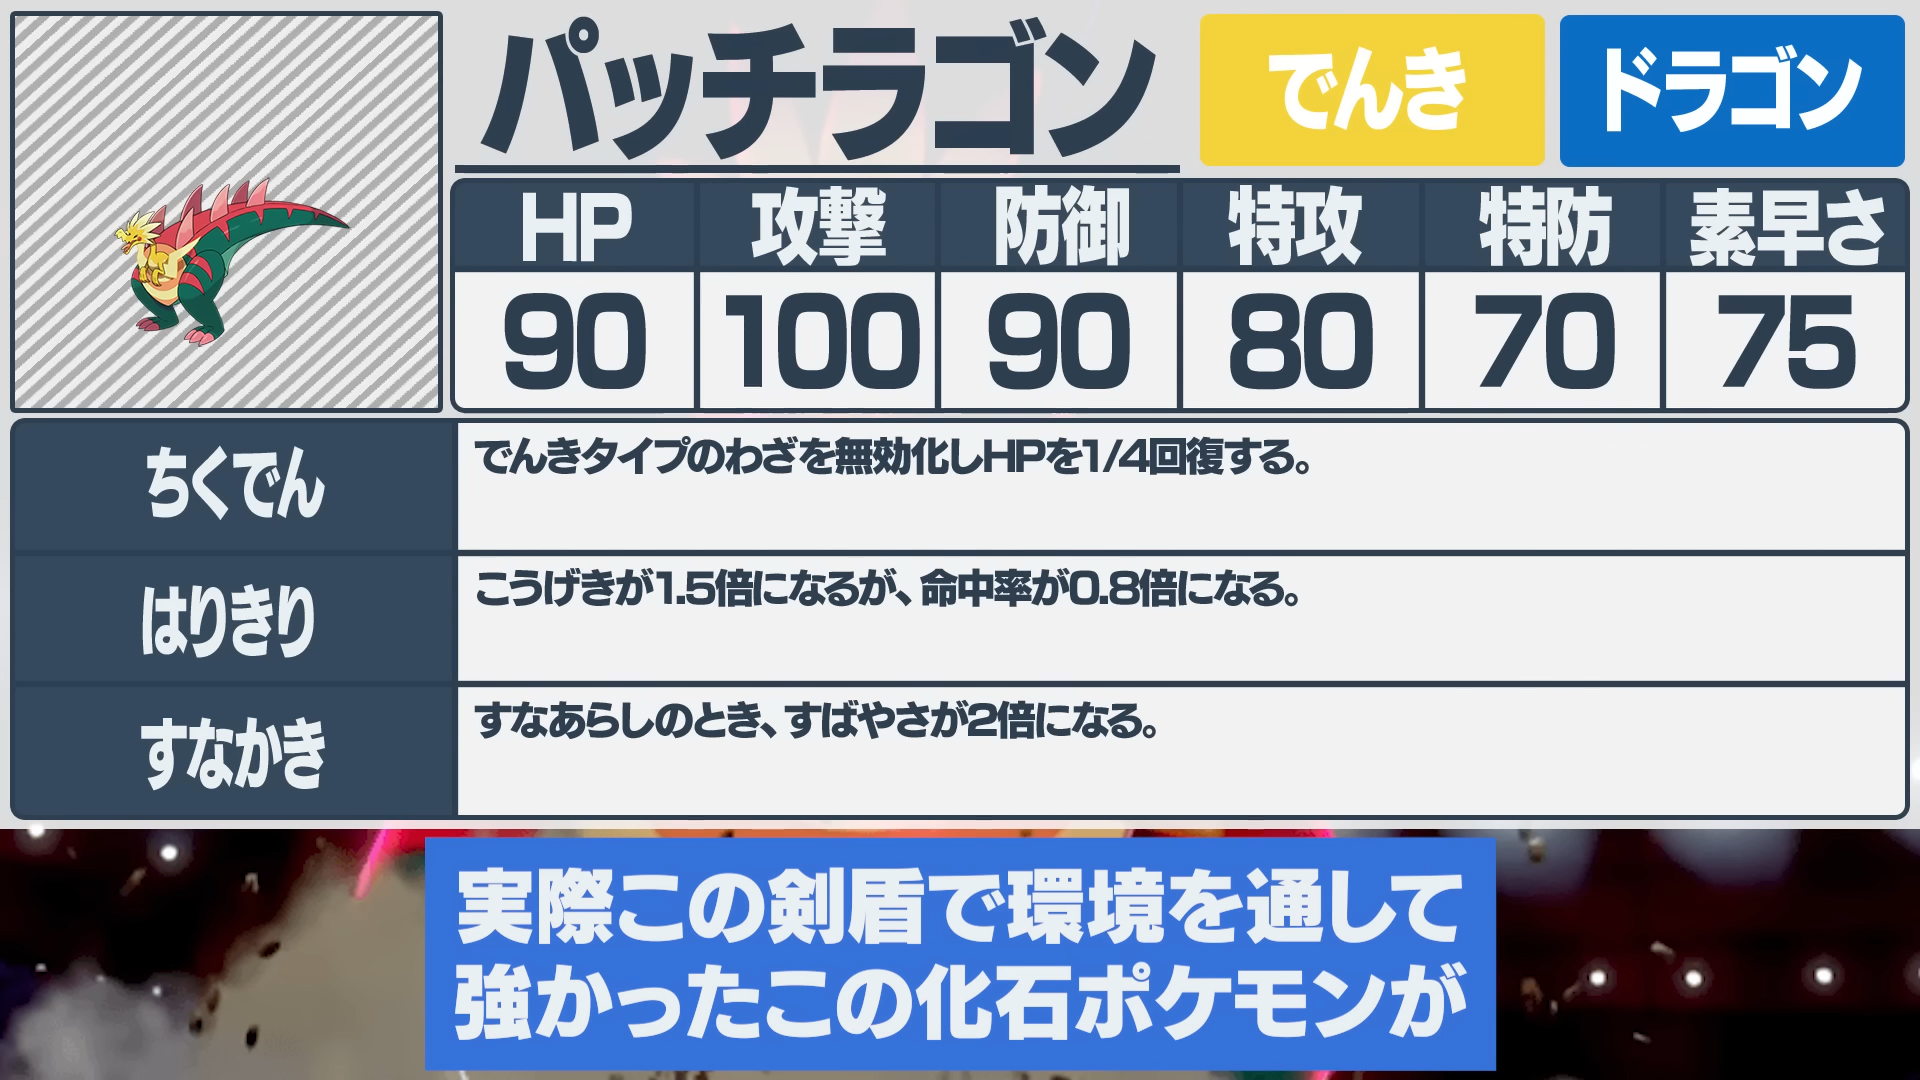 パッチラゴン でんき ドラゴン
HP 攻撃 防御 特攻 特防 素早さ
90 100 90 80 70 75
ちくでん でんきタイプのわざを無効化しHPを1/4回復する。
はりきり こうげきが1.5倍になるが、命中率が0.8倍になる。
すなかき すなあらしのとき、すばやさが2倍になる。
実際この剣盾で環境を通して
強かったこの化石ポケモンが